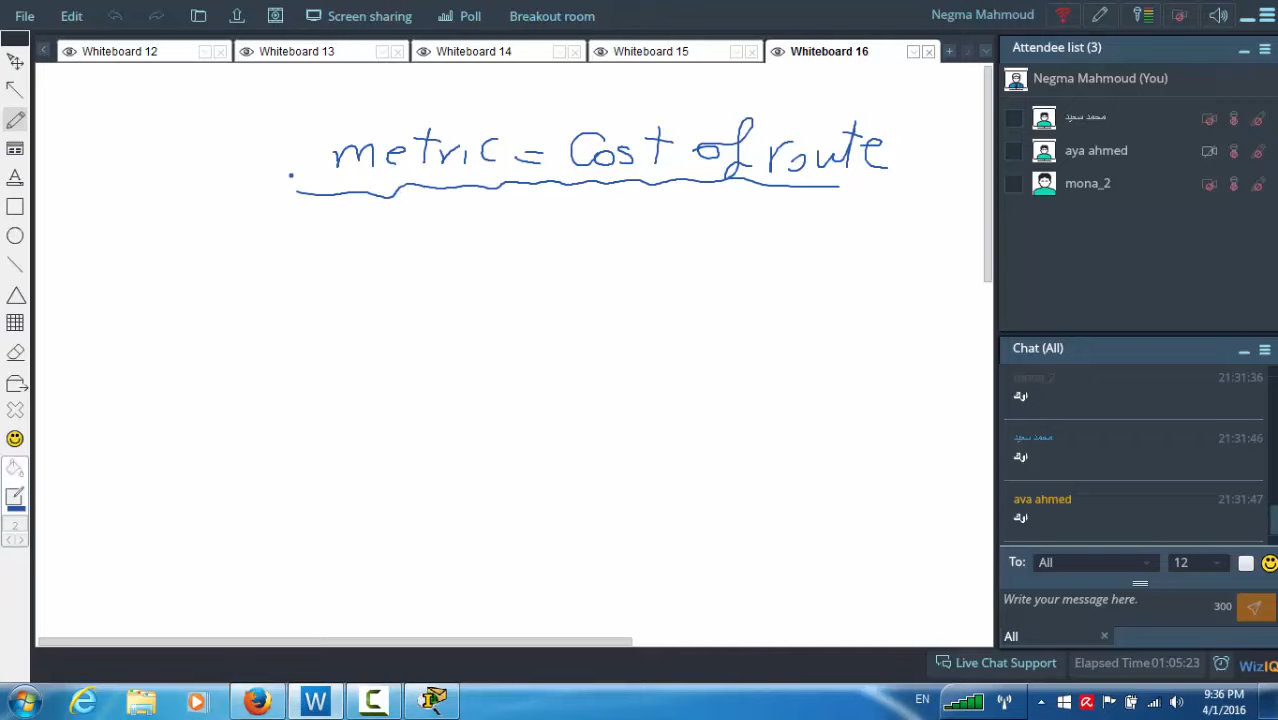 File Edit Screen sharing Poll Breakout room Negma Mahmoud
Whiteboard 12 Whiteboard 13 Whiteboard 14 Whiteboard 15 Whiteboard 16
metric = Cost of route
Attendee list (3)
Negma Mahmoud (You)
محمد سعيد
aya ahmed
mona_2
Chat (All)
mona_2 21:31:36
اوك
محمد سعيد 21:31:46
اوك
aya ahmed 21:31:47
اوك
To: All 12
Write your message here. 300
All
Live Chat Support Elapsed Time 01:05:23 WizIQ
2
EN 9:36 PM
4/1/2016